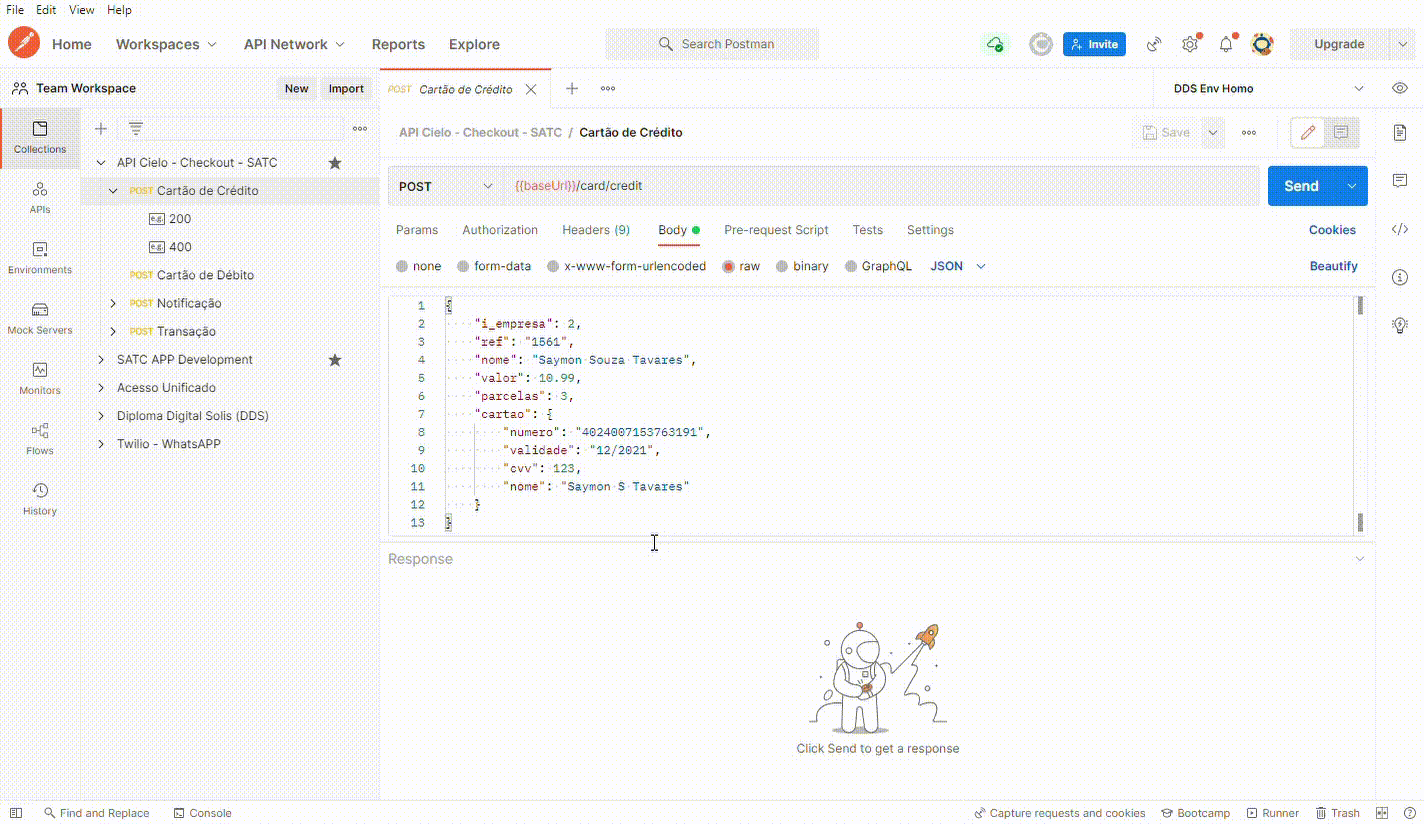 File Edit View Help
Home Workspaces API Network Reports Explore Search Postman Invite Upgrade
Team Workspace New Import POST Cartão de Crédito DDS Env Homo
Collections
APIs
Environments
Mock Servers
Monitors
Flows
History
API Cielo - Checkout - SATC
POST Cartão de Crédito
e.g. 200
e.g. 400
POST Cartão de Débito
POST Notificação
POST Transação
SATC APP Development
Acesso Unificado
Diploma Digital Solis (DDS)
Twilio - WhatsAPP
API Cielo - Checkout - SATC / Cartão de Crédito Save
POST {{baseUrl}}/card/credit Send
Params Authorization Headers (9) Body Pre-request Script Tests Settings Cookies
none form-data x-www-form-urlencoded raw binary GraphQL JSON Beautify
1 {
2 "i_empresa": 2,
3 "ref": "1561",
4 "nome": "Saymon Souza Tavares",
5 "valor": 10.99,
6 "parcelas": 3,
7 "cartao": {
8 "numero": "4024007153763191",
9 "validade": "12/2021",
10 "cvv": 123,
11 "nome": "Saymon S Tavares"
12 }
13 }
Response
Click Send to get a response
Find and Replace Console Capture requests and cookies Bootcamp Runner Trash